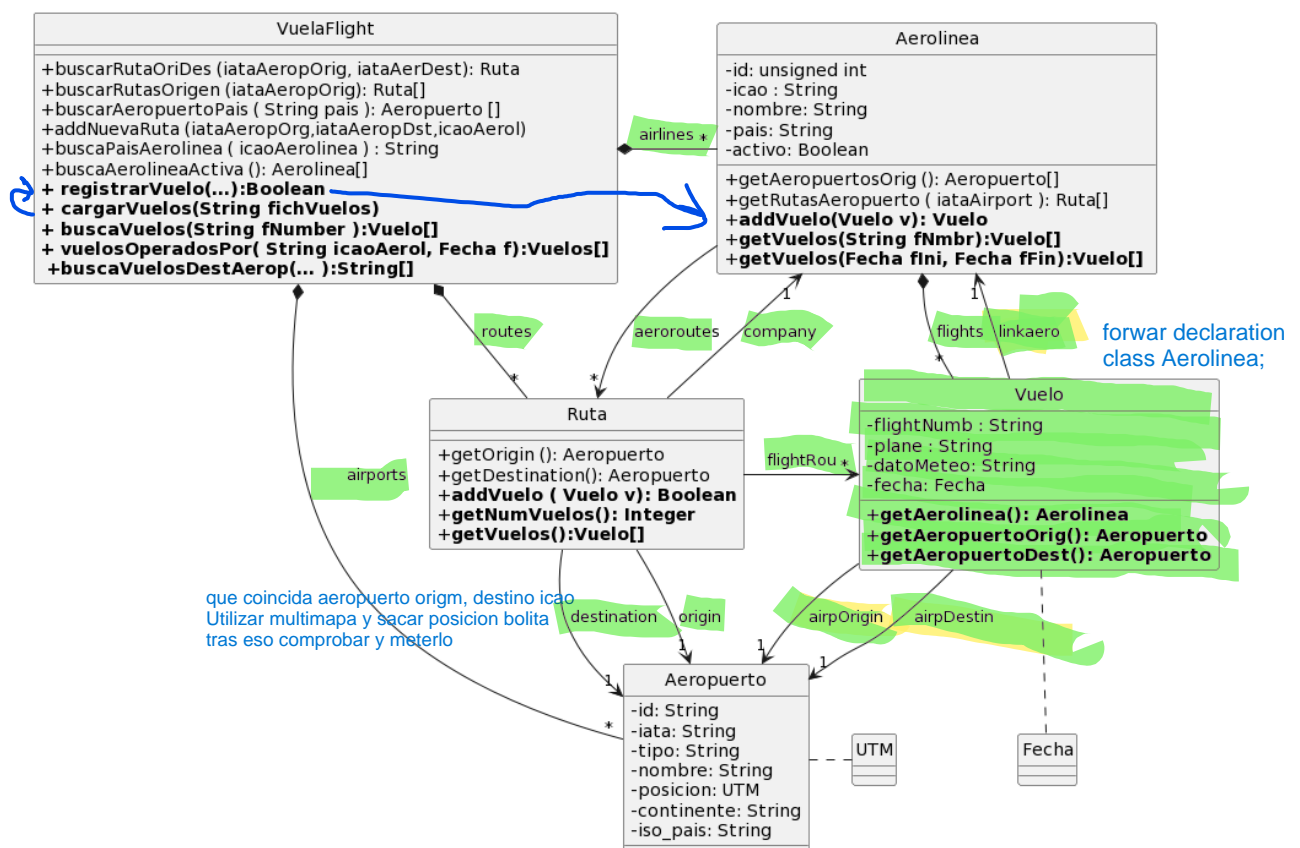 VuelaFlight
+buscarRutaOriDes (iataAeropOrig, iataAerDest): Ruta
+buscarRutasOrigen (iataAeropOrig): Ruta[]
+buscarAeropuertoPais ( String pais ): Aeropuerto []
+addNuevaRuta (iataAeropOrg,iataAeropDst,icaoAerol)
+buscaPaisAerolinea ( icaoAerolinea ) : String
+buscaAerolineaActiva (): Aerolinea[]
+ registrarVuelo(...):Boolean
+ cargarVuelos(String fichVuelos)
+ buscaVuelos(String fNumber ):Vuelo[]
+ vuelosOperadosPor( String icaoAerol, Fecha f):Vuelos[]
+buscaVuelosDestAerop(... ):String[]
airlines *
Aerolinea
-id: unsigned int
-icao : String
-nombre: String
-pais: String
-activo: Boolean
+getAeropuertosOrig (): Aeropuerto[]
+getRutasAeropuerto ( iataAirport ): Ruta[]
+addVuelo(Vuelo v): Vuelo
+getVuelos(String fNmbr):Vuelo[]
+getVuelos(Fecha fIni, Fecha fFin):Vuelo[]
1
1
routes
aeroroutes
company
flights
linkaero
forwar declaration
class Aerolinea;
*
*
*
Ruta
+getOrigin (): Aeropuerto
+getDestination(): Aeropuerto
+addVuelo ( Vuelo v): Boolean
+getNumVuelos(): Integer
+getVuelos():Vuelo[]
flightRou *
Vuelo
-flightNumb : String
-plane : String
-datoMeteo: String
-fecha: Fecha
+getAerolinea(): Aerolinea
+getAeropuertoOrig(): Aeropuerto
+getAeropuertoDest(): Aeropuerto
airports
que coincida aeropuerto origm, destino icao
Utilizar multimapa y sacar posicion bolita
tras eso comprobar y meterlo
destination
origin
airpOrigin
airpDestin
1
1
1
1
*
Aeropuerto
-id: String
-iata: String
-tipo: String
-nombre: String
-posicion: UTM
-continente: String
-iso_pais: String
UTM
Fecha